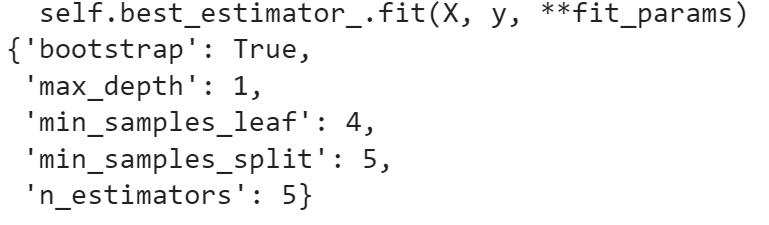 self.best_estimator_.fit(X, y, **fit_params)
{'bootstrap': True,
'max_depth': 1,
'min_samples_leaf': 4,
'min_samples_split': 5,
'n_estimators': 5}